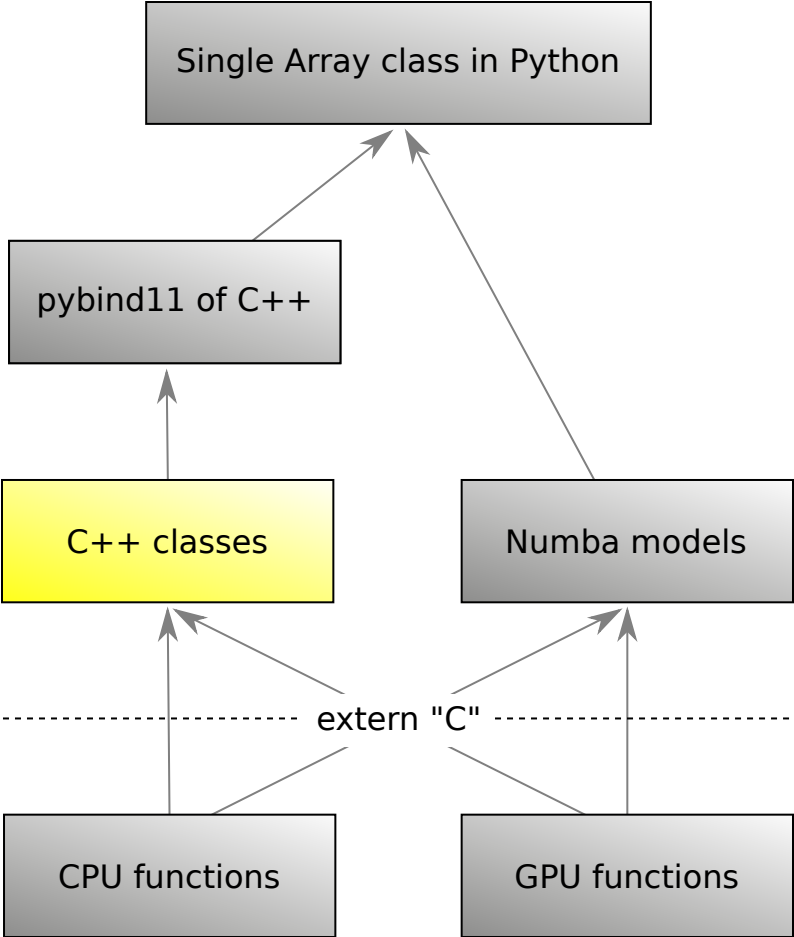 Single Array class in Python
pybind11 of C++
C++ classes
Numba models
extern "C"
CPU functions
GPU functions